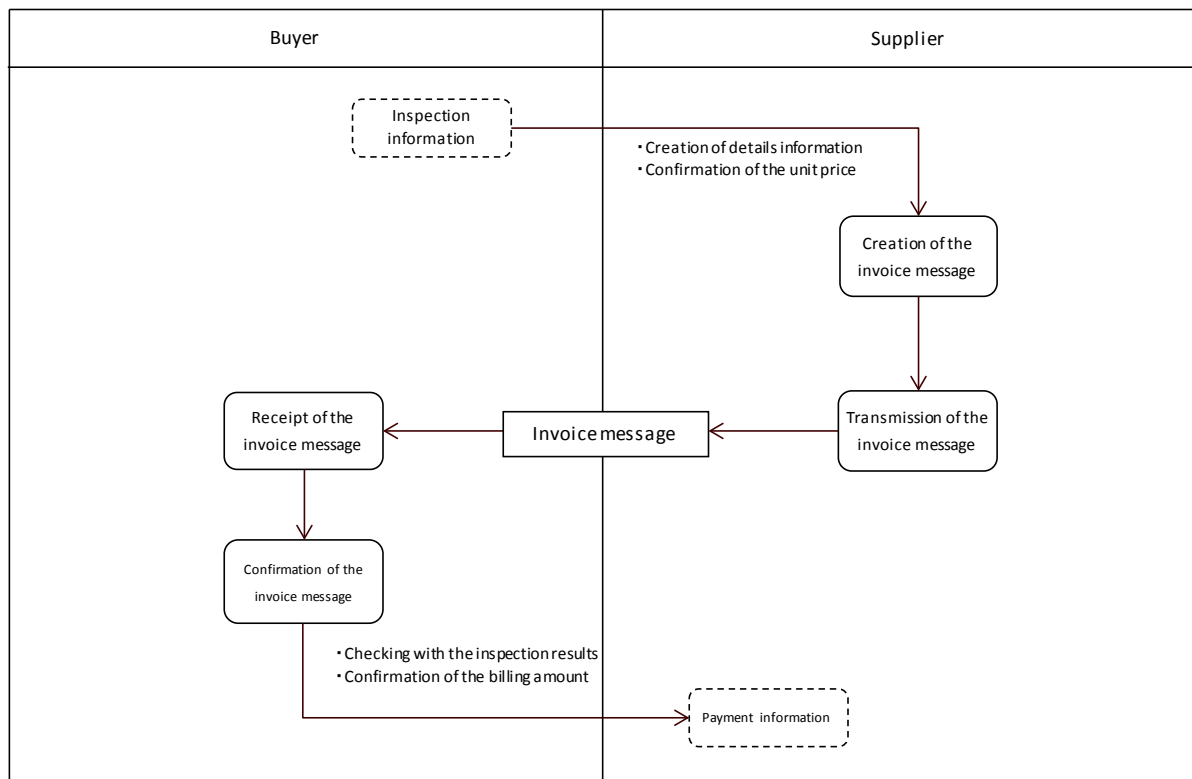 Buyer
Supplier
Inspection
information
・Creation of details information
・Confirmation of the unit price
Creation of the
invoice message
Receipt of the
invoice message
Invoice message
Transmission of the
invoice message
Confirmation of the
invoice message
・Checking with the inspection results
・Confirmation of the billing amount
Payment information